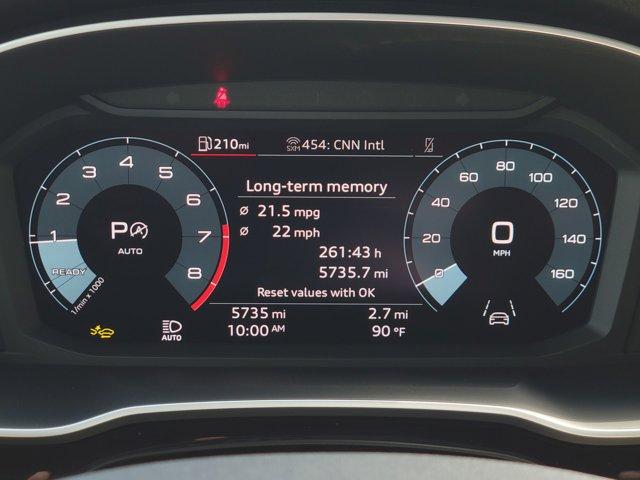 210mi
SXM 454: CNN Intl
Long-term memory
Ø 21.5 mpg
Ø 22 mph
261:43 h
5735.7 mi
Reset values with OK
1 2 3 4 5 6 7 8
P
AUTO
READY
1/min x 1000
0 20 40 60 80 100 120 140 160
0
MPH
5735 mi
2.7 mi
10:00 AM
90 °F
AUTO